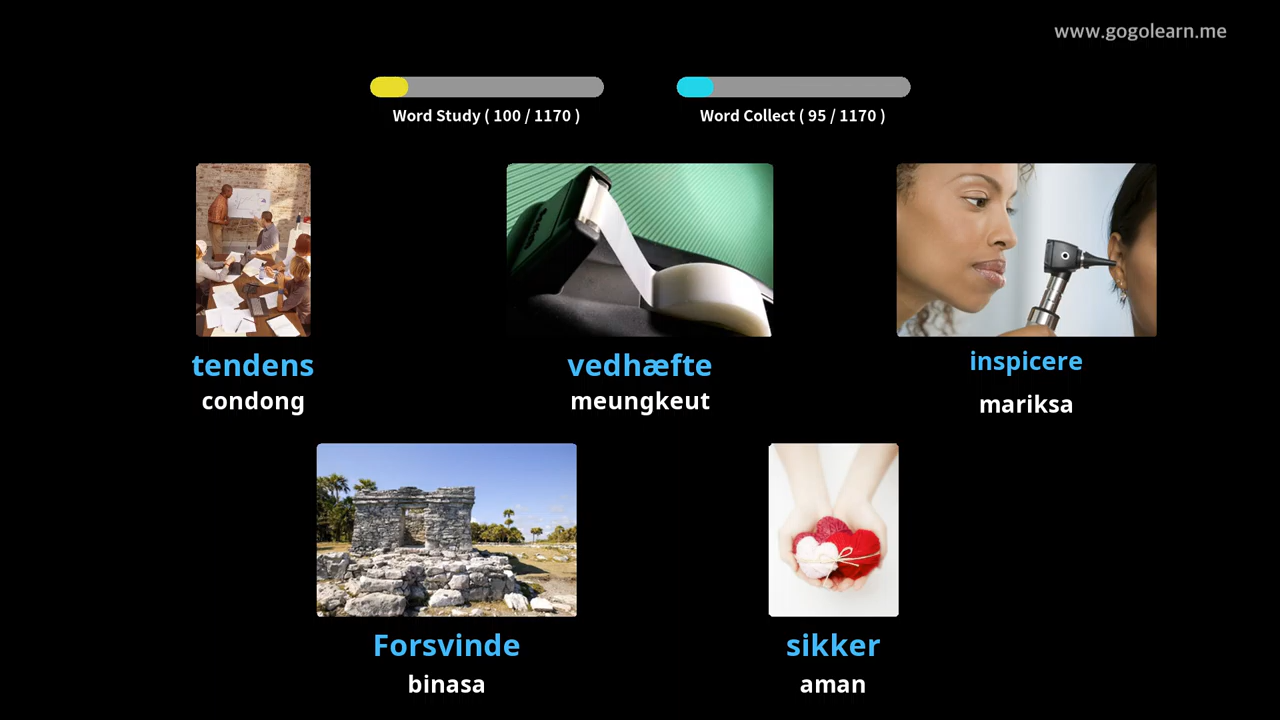 www.gogolearn.me
Word Study ( 100 / 1170 )
Word Collect ( 95 / 1170 )
tendens
condong
vedhæfte
meungkeut
inspicere
mariksa
Forsvinde
binasa
sikker
aman